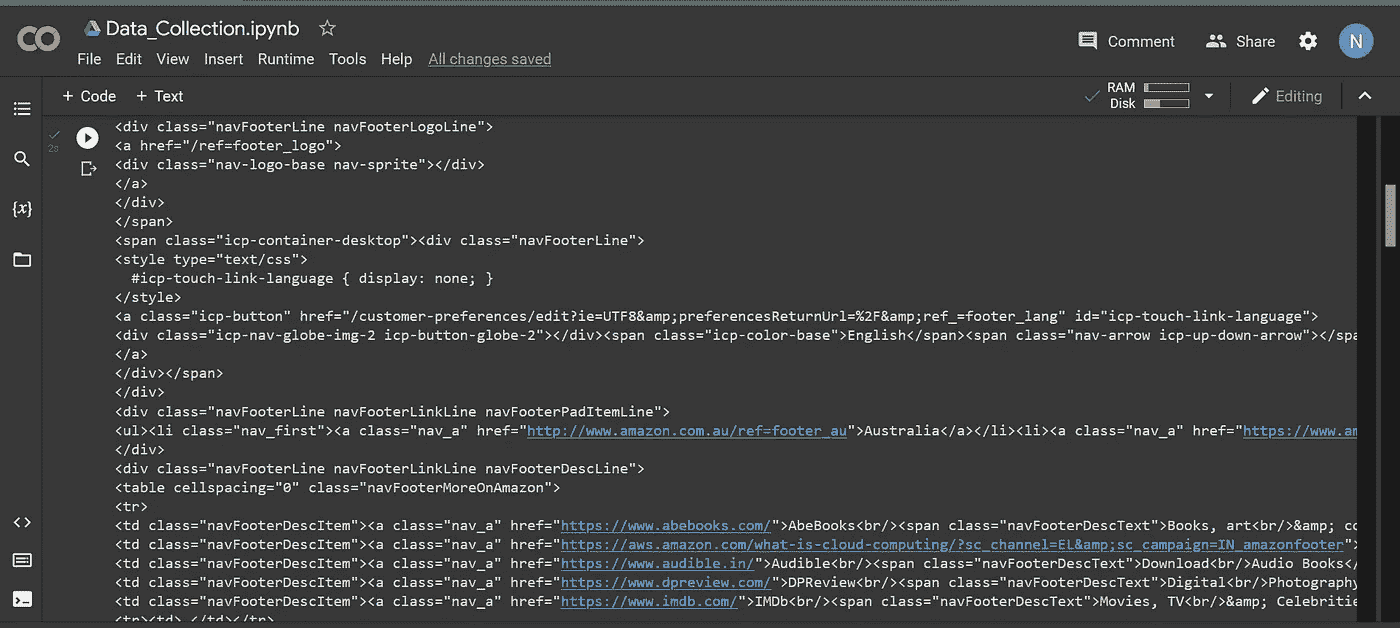 Data_Collection.ipynb
Comment
Share
N
File Edit View Insert Runtime Tools Help All changes saved
+ Code + Text
RAM
Disk
Editing
2s
<div class="navFooterLine navFooterLogoLine">
<a href="/ref=footer_logo">
<div class="nav-logo-base nav-sprite"></div>
</a>
</div>
</span>
<span class="icp-container-desktop"><div class="navFooterLine">
<style type="text/css">
#icp-touch-link-language { display: none; }
</style>
<a class="icp-button" href="/customer-preferences/edit?ie=UTF8&amp;preferencesReturnUrl=%2F&amp;ref_=footer_lang" id="icp-touch-link-language">
<div class="icp-nav-globe-img-2 icp-button-globe-2"></div><span class="icp-color-base">English</span><span class="nav-arrow icp-up-down-arrow"></spa
</a>
</div></span>
</div>
<div class="navFooterLine navFooterLinkLine navFooterPadItemLine">
<ul><li class="nav_first"><a class="nav_a" href="http://www.amazon.com.au/ref=footer_au">Australia</a></li><li><a class="nav_a" href="https://www.am
</div>
<div class="navFooterLine navFooterLinkLine navFooterDescLine">
<table cellspacing="0" class="navFooterMoreOnAmazon">
<tr>
<td class="navFooterDescItem"><a class="nav_a" href="https://www.abebooks.com/">AbeBooks<br/><span class="navFooterDescText">Books, art<br/>&amp; co
<td class="navFooterDescItem"><a class="nav_a" href="https://aws.amazon.com/what-is-cloud-computing/?sc_channel=EL&amp;sc_campaign=IN_amazonfooter">
<td class="navFooterDescItem"><a class="nav_a" href="https://www.audible.in/">Audible<br/><span class="navFooterDescText">Download<br/>Audio Books</
<td class="navFooterDescItem"><a class="nav_a" href="https://www.dpreview.com/">DPReview<br/><span class="navFooterDescText">Digital<br/>Photography
<td class="navFooterDescItem"><a class="nav_a" href="https://www.imdb.com/">IMDb<br/><span class="navFooterDescText">Movies, TV<br/>&amp; Celebritie
<tr><td> </td></tr>